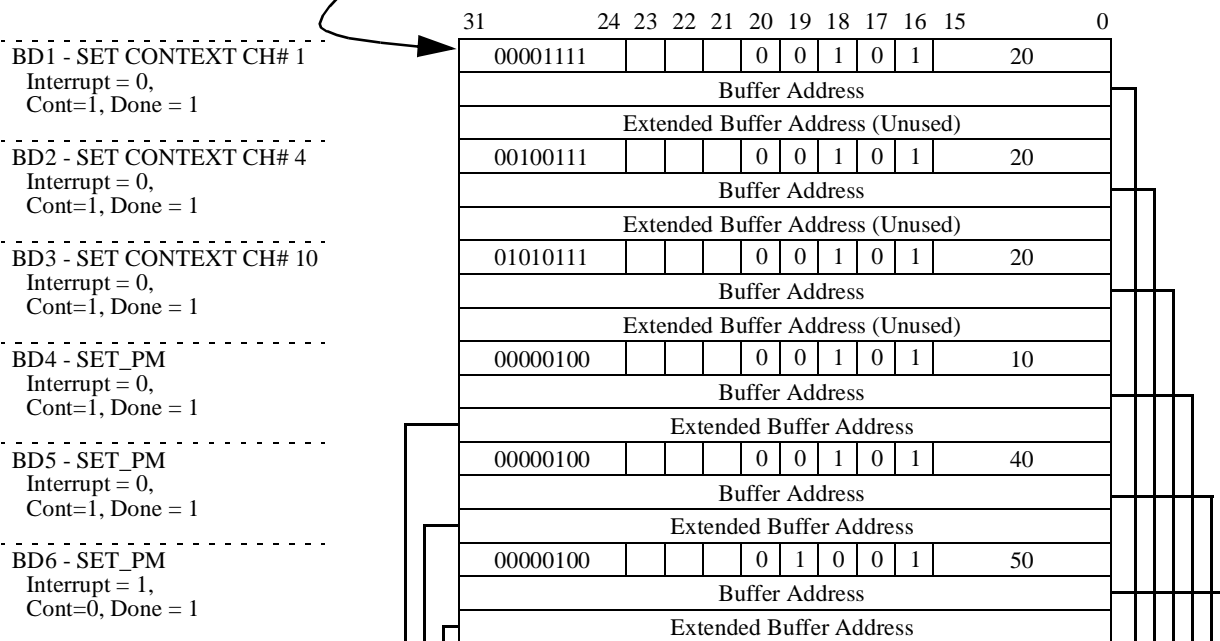 31 24 23 22 21 20 19 18 17 16 15 0
BD1 - SET CONTEXT CH# 1
Interrupt = 0,
Cont=1, Done = 1
00001111 0 0 1 0 1 20
Buffer Address
Extended Buffer Address (Unused)
BD2 - SET CONTEXT CH# 4
Interrupt = 0,
Cont=1, Done = 1
00100111 0 0 1 0 1 20
Buffer Address
Extended Buffer Address (Unused)
BD3 - SET CONTEXT CH# 10
Interrupt = 0,
Cont=1, Done = 1
01010111 0 0 1 0 1 20
Buffer Address
Extended Buffer Address (Unused)
BD4 - SET_PM
Interrupt = 0,
Cont=1, Done = 1
00000100 0 0 1 0 1 10
Buffer Address
Extended Buffer Address
BD5 - SET_PM
Interrupt = 0,
Cont=1, Done = 1
00000100 0 0 1 0 1 40
Buffer Address
Extended Buffer Address
BD6 - SET_PM
Interrupt = 1,
Cont=0, Done = 1
00000100 0 1 0 0 1 50
Buffer Address
Extended Buffer Address